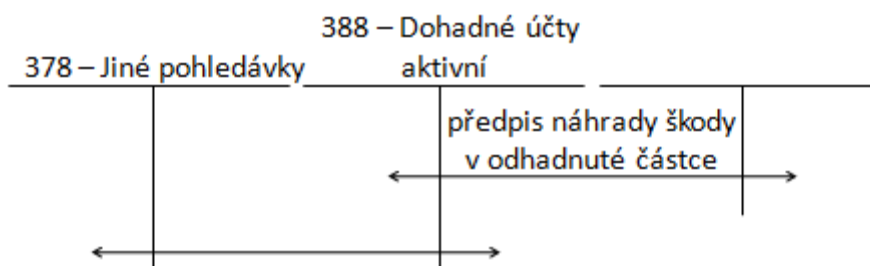 388 – Dohadné účty
378 – Jiné pohledávky
aktivní
předpis náhrady škody
v odhadnuté částce